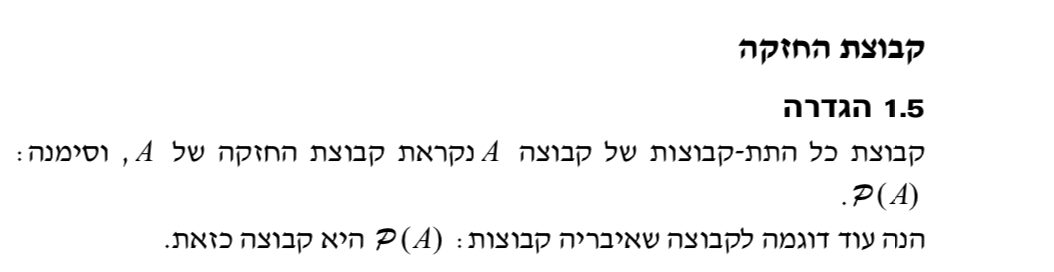 קבוצת החזקה
1.5 הגדרה
קבוצת כל התת-קבוצות של קבוצה A נקראת קבוצת החזקה של A , וסימנה:
𝒫(A) .
הנה עוד דוגמה לקבוצה שאיבריה קבוצות: 𝒫(A) היא קבוצה כזאת.